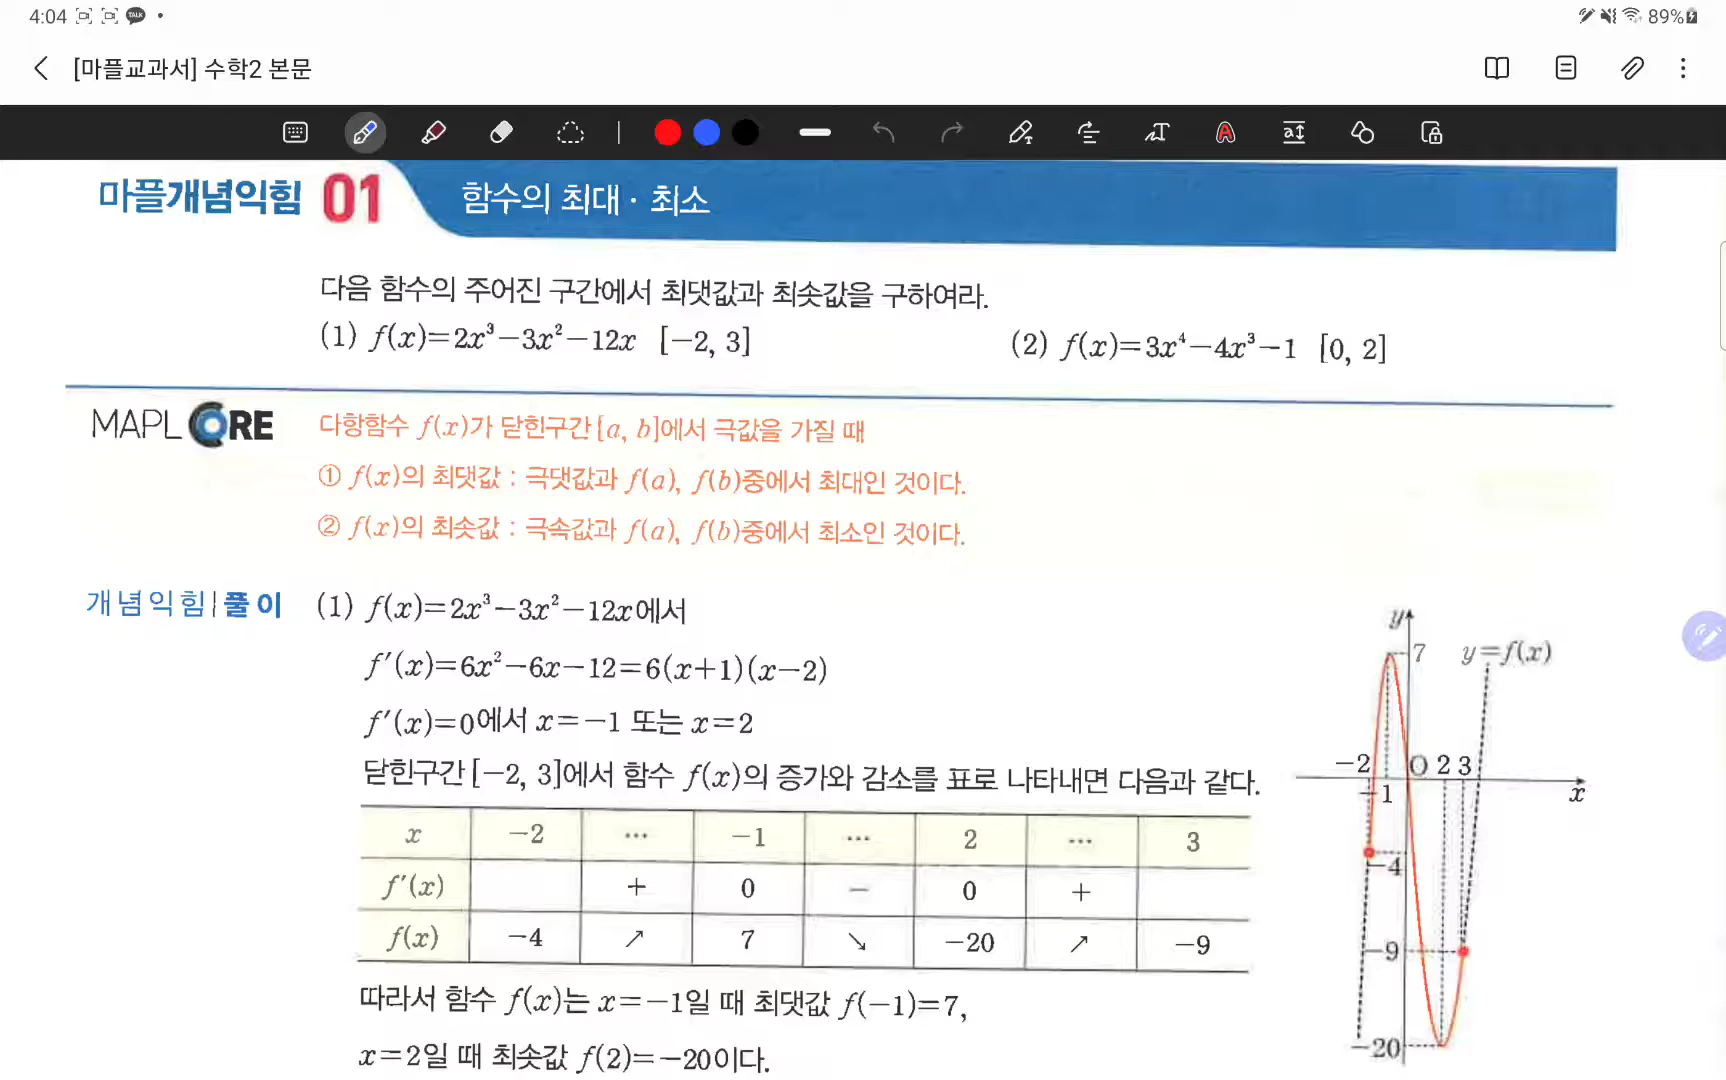 4:04 TALK • 89%
[마플교과서] 수학2 본문
마플개념익힘 01 함수의 최대 · 최소
다음 함수의 주어진 구간에서 최댓값과 최솟값을 구하여라.
(1) f(x)=2x³−3x²−12x [−2, 3] (2) f(x)=3x⁴−4x³−1 [0, 2]
MAPL CORE 다항함수 f(x)가 닫힌구간 [a, b]에서 극값을 가질 때
① f(x)의 최댓값 : 극댓값과 f(a), f(b)중에서 최대인 것이다.
② f(x)의 최솟값 : 극솟값과 f(a), f(b)중에서 최소인 것이다.
개념익힘 | 풀이 (1) f(x)=2x³−3x²−12x에서
f′(x)=6x²−6x−12=6(x+1)(x−2)
f′(x)=0에서 x=−1 또는 x=2
닫힌구간 [−2, 3]에서 함수 f(x)의 증가와 감소를 표로 나타내면 다음과 같다.
x −2 ⋯ −1 ⋯ 2 ⋯ 3
f′(x) + 0 − 0 +
f(x) −4 ↗ 7 ↘ −20 ↗ −9
따라서 함수 f(x)는 x=−1일 때 최댓값 f(−1)=7,
x=2일 때 최솟값 f(2)=−20이다.
y
7 y=f(x)
−2 O 2 3
−1 x
−4
−9
−20